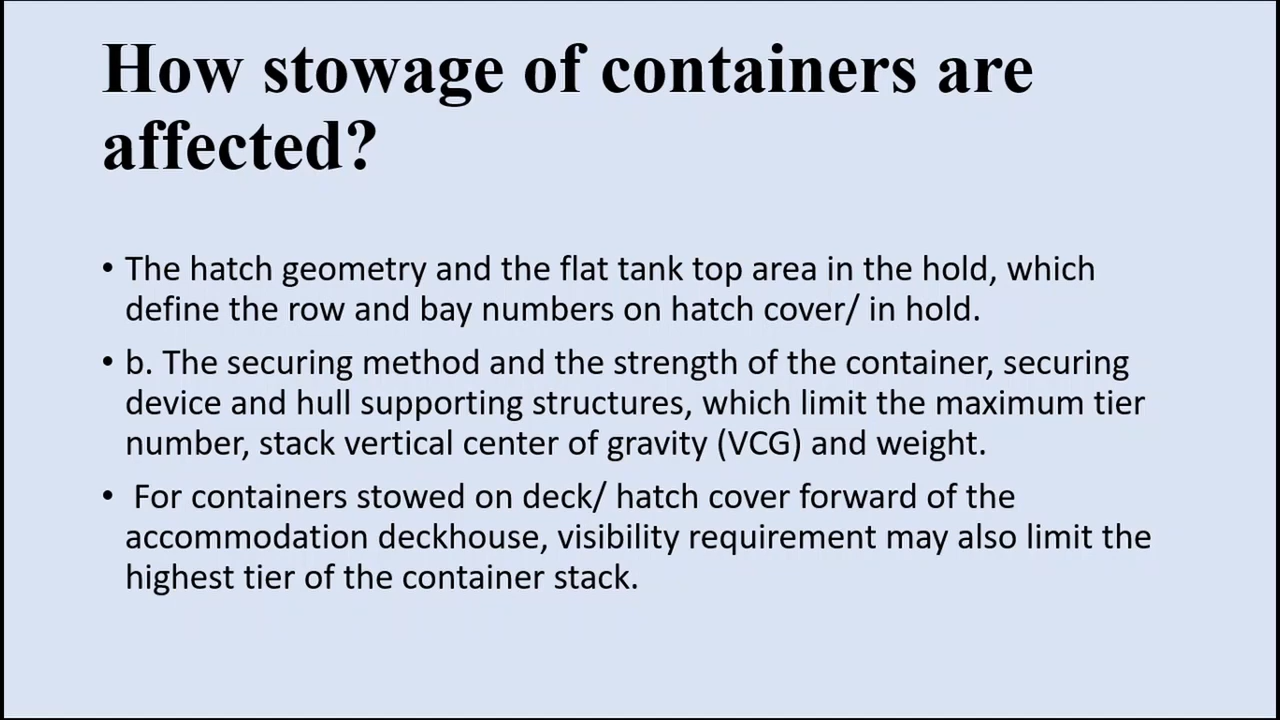 How stowage of containers are
affected?
• The hatch geometry and the flat tank top area in the hold, which
define the row and bay numbers on hatch cover/ in hold.
• b. The securing method and the strength of the container, securing
device and hull supporting structures, which limit the maximum tier
number, stack vertical center of gravity (VCG) and weight.
• For containers stowed on deck/ hatch cover forward of the
accommodation deckhouse, visibility requirement may also limit the
highest tier of the container stack.